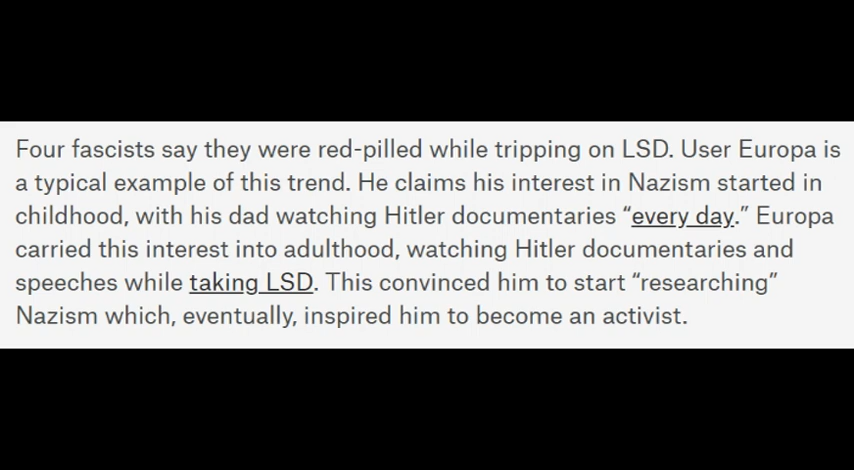 Four fascists say they were red-pilled while tripping on LSD. User Europa is
a typical example of this trend. He claims his interest in Nazism started in
childhood, with his dad watching Hitler documentaries “every day.” Europa
carried this interest into adulthood, watching Hitler documentaries and
speeches while taking LSD. This convinced him to start “researching”
Nazism which, eventually, inspired him to become an activist.